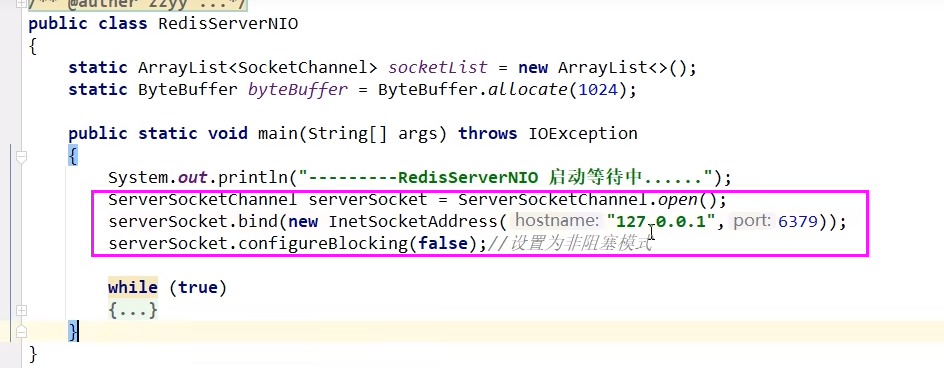 /** @auther zzyy ...*/
public class RedisServerNIO
{
static ArrayList<SocketChannel> socketList = new ArrayList<>();
static ByteBuffer byteBuffer = ByteBuffer.allocate(1024);
public static void main(String[] args) throws IOException
{
System.out.println("---------RedisServerNIO 启动等待中......");
ServerSocketChannel serverSocket = ServerSocketChannel.open();
serverSocket.bind(new InetSocketAddress( hostname: "127.0.0.1", port: 6379));
serverSocket.configureBlocking(false);//设置为非阻塞模式
while (true)
{...}
}
}